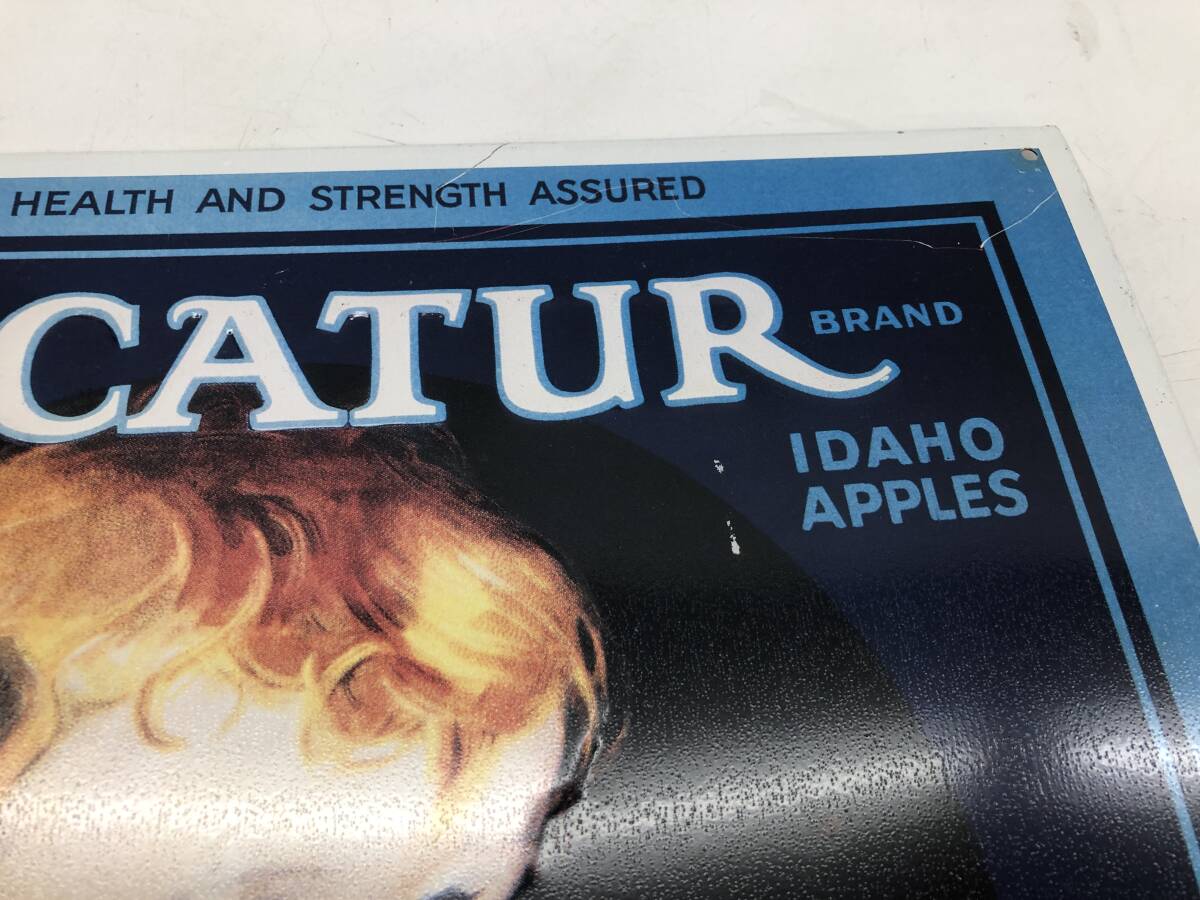 HEALTH AND STRENGTH ASSURED
CATUR BRAND
IDAHO
APPLES